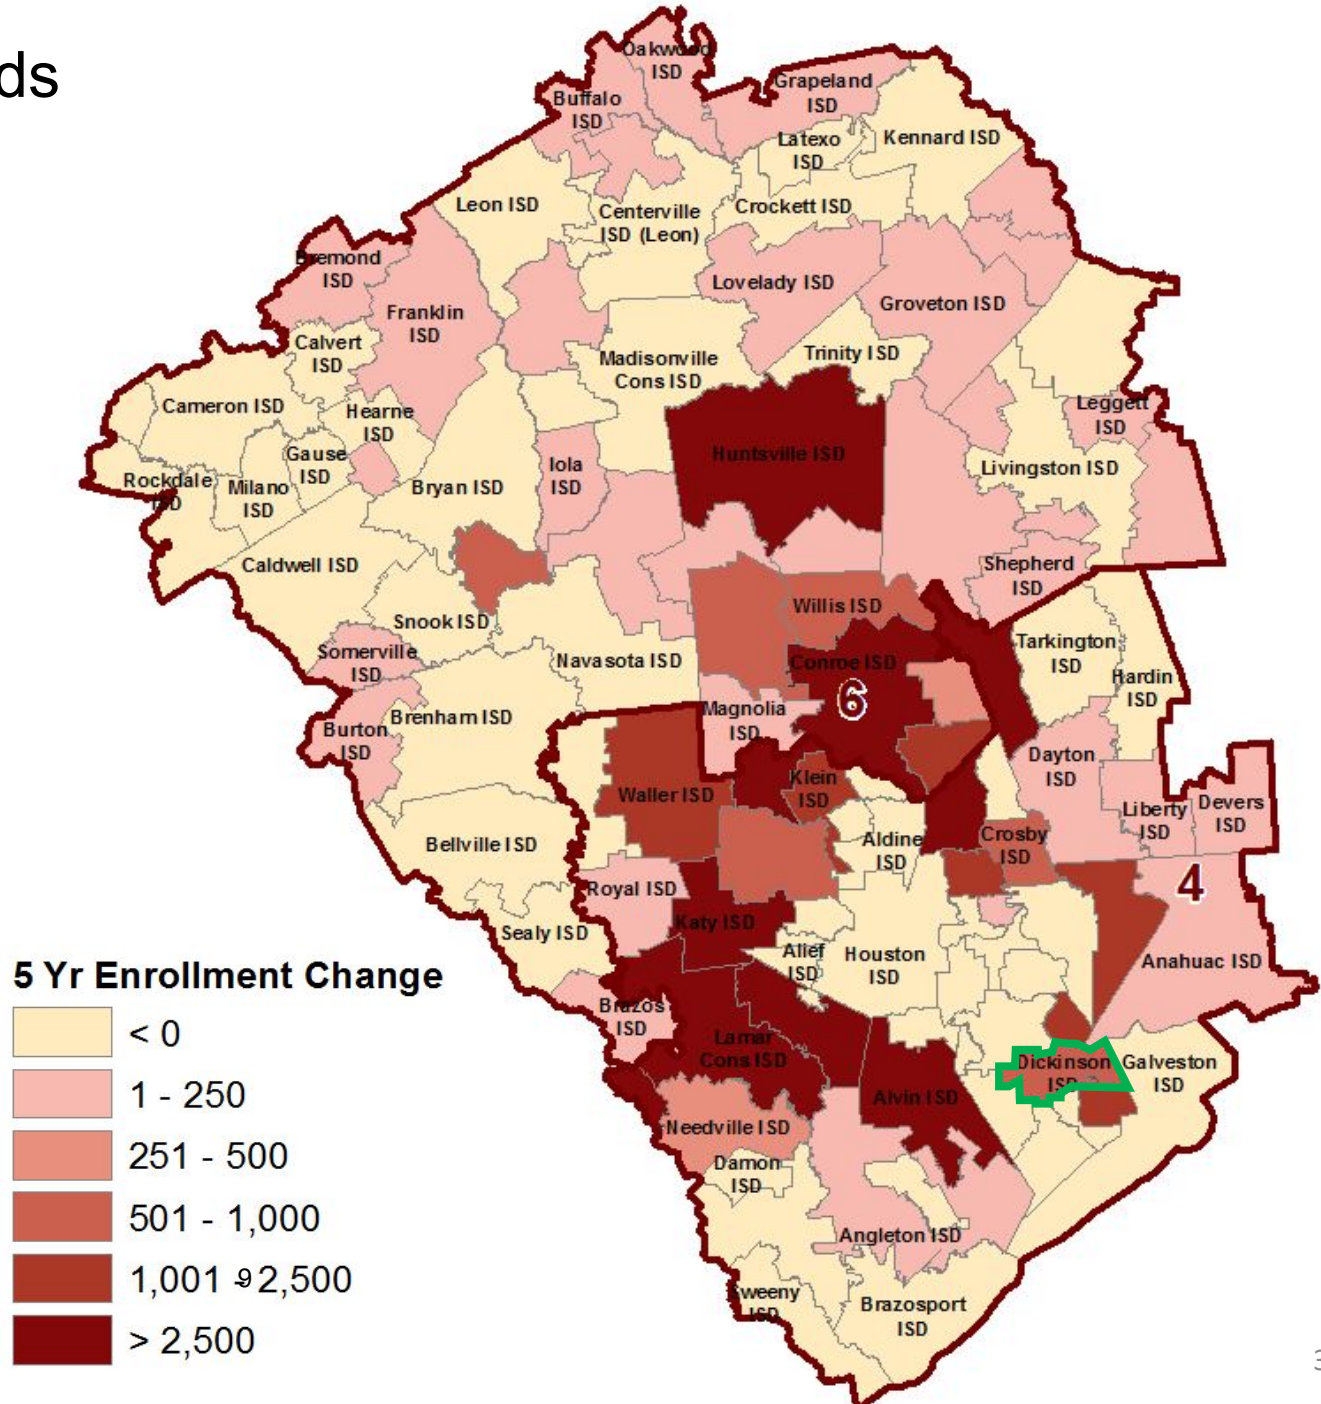 ds
Oakwood
ISD
Grapeland
ISD
Buffalo
ISD
Latexo
ISD
Kennard ISD
Leon ISD
Centerville
ISD (Leon)
Crockett ISD
Bremond
ISD
Lovelady ISD
Groveton ISD
Franklin
ISD
Calvert
ISD
Madisonville
Cons ISD
Trinity ISD
Cameron ISD
Hearne
ISD
Leggett
ISD
Gause
ISD
Huntsville ISD
Iola
ISD
Livingston ISD
Rockdale
ISD
Milano
ISD
Bryan ISD
Caldwell ISD
Shepherd
ISD
Willis ISD
Snook ISD
Tarkington
ISD
Somerville
ISD
Navasota ISD
Conroe ISD
Hardin
ISD
6
Magnolia
ISD
Burton
ISD
Brenham ISD
Dayton
ISD
Klein
ISD
Waller ISD
Liberty
ISD
Devers
ISD
Bellville ISD
Aldine
ISD
Crosby
ISD
Royal ISD
4
Katy ISD
Sealy ISD
Alief
ISD
Houston
ISD
Anahuac ISD
Brazos
ISD
Lamar
Cons ISD
Dickinson
ISD
Galveston
ISD
Alvin ISD
Needville ISD
Damon
ISD
Angleton ISD
Sweeny
ISD
Brazosport
ISD
5 Yr Enrollment Change
< 0
1 - 250
251 - 500
501 - 1,000
1,001 - 2,500
9
> 2,500